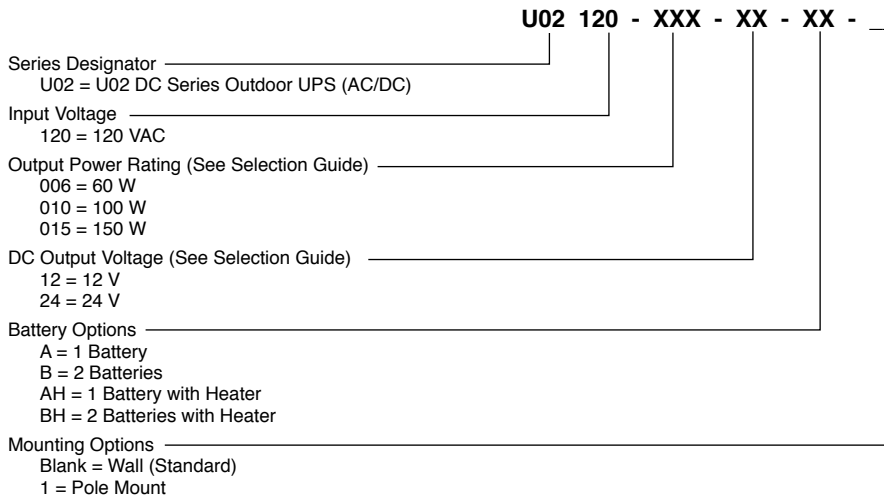 U02 120 - XXX - XX - XX - _
Series Designator
U02 = U02 DC Series Outdoor UPS (AC/DC)
Input Voltage
120 = 120 VAC
Output Power Rating (See Selection Guide)
006 = 60 W
010 = 100 W
015 = 150 W
DC Output Voltage (See Selection Guide)
12 = 12 V
24 = 24 V
Battery Options
A = 1 Battery
B = 2 Batteries
AH = 1 Battery with Heater
BH = 2 Batteries with Heater
Mounting Options
Blank = Wall (Standard)
1 = Pole Mount